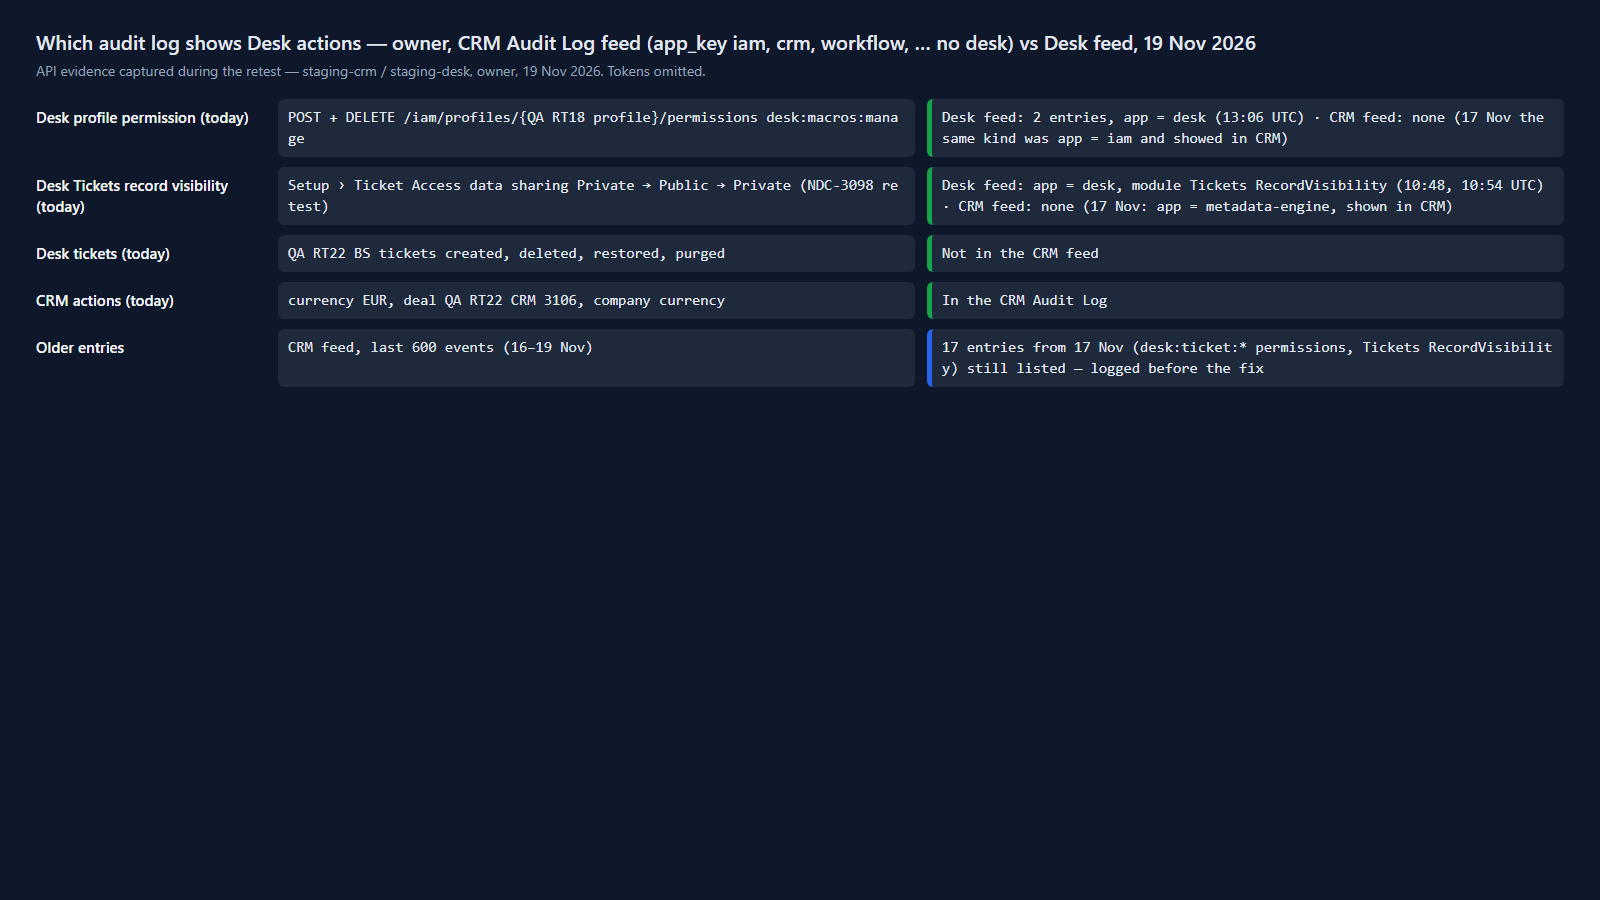 Which audit log shows Desk actions — owner, CRM Audit Log feed (app_key iam, crm, workflow, ... no desk) vs Desk feed, 19 Nov 2026
API evidence captured during the retest — staging-crm / staging-desk, owner, 19 Nov 2026. Tokens omitted.
Desk profile permission (today)
POST + DELETE /iam/profiles/{QA RT18 profile}/permissions desk:macros:mana
ge
Desk feed: 2 entries, app = desk (13:06 UTC) · CRM feed: none (17 Nov the
same kind was app = iam and showed in CRM)
Desk Tickets record visibility
(today)
Setup › Ticket Access data sharing Private → Public → Private (NDC-3098 re
test)
Desk feed: app = desk, module Tickets RecordVisibility (10:48, 10:54 UTC)
· CRM feed: none (17 Nov: app = metadata-engine, shown in CRM)
Desk tickets (today)
QA RT22 BS tickets created, deleted, restored, purged
Not in the CRM feed
CRM actions (today)
currency EUR, deal QA RT22 CRM 3106, company currency
In the CRM Audit Log
Older entries
CRM feed, last 600 events (16–19 Nov)
17 entries from 17 Nov (desk:ticket:* permissions, Tickets RecordVisibilit
y) still listed — logged before the fix